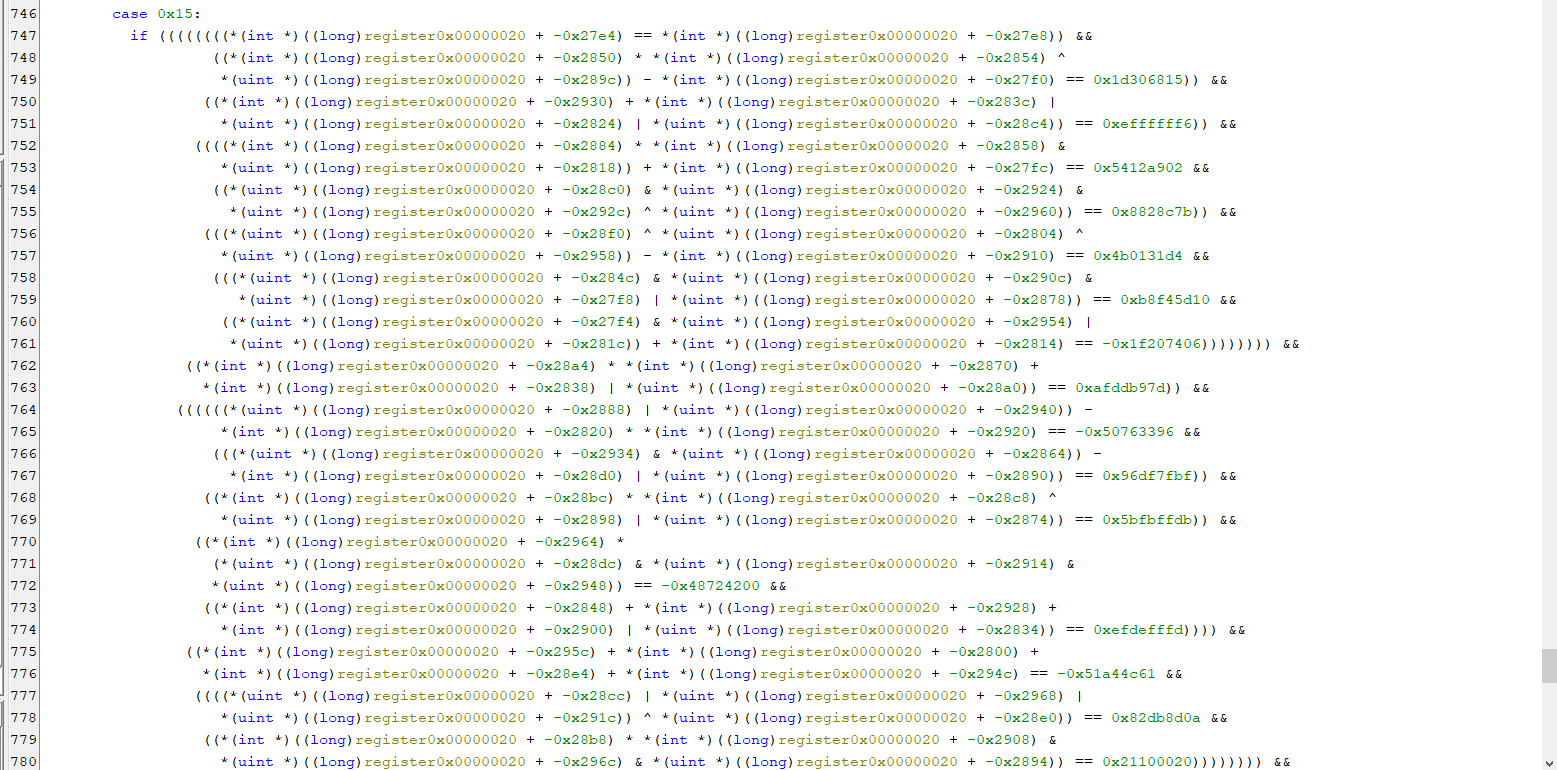 746 case 0x15:
747 if ((((((((*(int *)((long)register0x00000020 + -0x27e4) == *(int *)((long)register0x00000020 + -0x27e8)) &&
748 ((*(int *)((long)register0x00000020 + -0x2850) * *(int *)((long)register0x00000020 + -0x2854) ^
749 *(uint *)((long)register0x00000020 + -0x289c)) - *(int *)((long)register0x00000020 + -0x27f0) == 0x1d306815)) &&
750 ((*(int *)((long)register0x00000020 + -0x2930) + *(int *)((long)register0x00000020 + -0x283c) |
751 *(uint *)((long)register0x00000020 + -0x2824) | *(uint *)((long)register0x00000020 + -0x28c4)) == 0xeffffff6)) &&
752 ((((*(int *)((long)register0x00000020 + -0x2884) * *(int *)((long)register0x00000020 + -0x2858) &
753 *(uint *)((long)register0x00000020 + -0x2818)) + *(int *)((long)register0x00000020 + -0x27fc) == 0x5412a902 &&
754 ((*(uint *)((long)register0x00000020 + -0x28c0) & *(uint *)((long)register0x00000020 + -0x2924) &
755 *(uint *)((long)register0x00000020 + -0x292c) ^ *(uint *)((long)register0x00000020 + -0x2960)) == 0x8828c7b)) &&
756 (((*(uint *)((long)register0x00000020 + -0x28f0) ^ *(uint *)((long)register0x00000020 + -0x2804) ^
757 *(uint *)((long)register0x00000020 + -0x2958)) - *(int *)((long)register0x00000020 + -0x2910) == 0x4b0131d4 &&
758 (((*(uint *)((long)register0x00000020 + -0x284c) & *(uint *)((long)register0x00000020 + -0x290c) &
759 *(uint *)((long)register0x00000020 + -0x27f8) | *(uint *)((long)register0x00000020 + -0x2878)) == 0xb8f45d10 &&
760 ((*(uint *)((long)register0x00000020 + -0x27f4) & *(uint *)((long)register0x00000020 + -0x2954) |
761 *(uint *)((long)register0x00000020 + -0x281c)) + *(int *)((long)register0x00000020 + -0x2814) == -0x1f207406)))))))) &&
762 ((*(int *)((long)register0x00000020 + -0x28a4) * *(int *)((long)register0x00000020 + -0x2870) +
763 *(int *)((long)register0x00000020 + -0x2838) | *(uint *)((long)register0x00000020 + -0x28a0)) == 0xafddb97d)) &&
764 ((((((*(uint *)((long)register0x00000020 + -0x2888) | *(uint *)((long)register0x00000020 + -0x2940)) -
765 *(int *)((long)register0x00000020 + -0x2820) * *(int *)((long)register0x00000020 + -0x2920) == -0x50763396 &&
766 (((*(uint *)((long)register0x00000020 + -0x2934) & *(uint *)((long)register0x00000020 + -0x2864)) -
767 *(int *)((long)register0x00000020 + -0x28d0) | *(uint *)((long)register0x00000020 + -0x2890)) == 0x96df7fbf)) &&
768 ((*(int *)((long)register0x00000020 + -0x28bc) * *(int *)((long)register0x00000020 + -0x28c8) ^
769 *(uint *)((long)register0x00000020 + -0x2898) | *(uint *)((long)register0x00000020 + -0x2874)) == 0x5bfbffdb)) &&
770 ((*(int *)((long)register0x00000020 + -0x2964) *
771 (*(uint *)((long)register0x00000020 + -0x28dc) & *(uint *)((long)register0x00000020 + -0x2914) &
772 *(uint *)((long)register0x00000020 + -0x2948)) == -0x48724200 &&
773 ((*(int *)((long)register0x00000020 + -0x2848) + *(int *)((long)register0x00000020 + -0x2928) +
774 *(int *)((long)register0x00000020 + -0x2900) | *(uint *)((long)register0x00000020 + -0x2834)) == 0xefdefffd)))) &&
775 ((*(int *)((long)register0x00000020 + -0x295c) + *(int *)((long)register0x00000020 + -0x2800) +
776 *(int *)((long)register0x00000020 + -0x28e4) + *(int *)((long)register0x00000020 + -0x294c) == -0x51a44c61 &&
777 ((((*(uint *)((long)register0x00000020 + -0x28cc) | *(uint *)((long)register0x00000020 + -0x2968) |
778 *(uint *)((long)register0x00000020 + -0x291c)) ^ *(uint *)((long)register0x00000020 + -0x28e0)) == 0x82db8d0a &&
779 ((*(int *)((long)register0x00000020 + -0x28b8) * *(int *)((long)register0x00000020 + -0x2908) &
780 *(uint *)((long)register0x00000020 + -0x296c) & *(uint *)((long)register0x00000020 + -0x2894)) == 0x21100020)))))))) &&